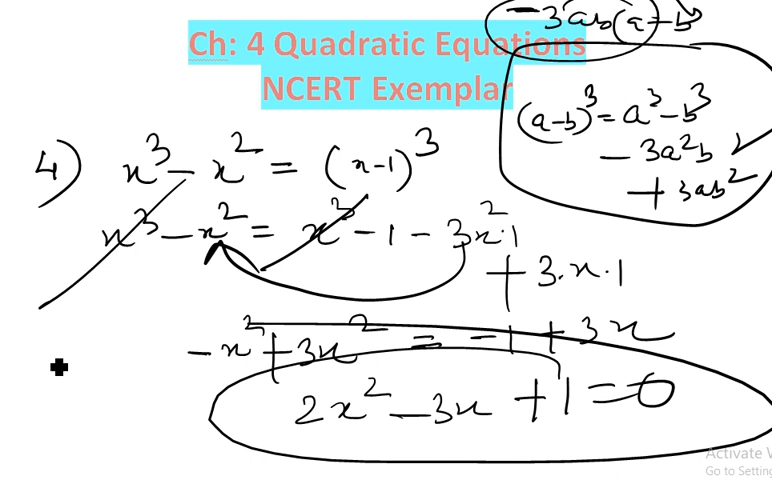 - 3ab(a-b)
Ch: 4 Quadratic Equations
NCERT Exemplar
(a-b)³ = a³ - b³
- 3a²b
+ 3ab²
4) x³ - x² = (x-1)³
x³ - x² = x³ - 1 - 3x²·1
+ 3·x·1
-x² + 3x² = -1 + 3x
2x² - 3x + 1 = 0
Activate W
Go to Setting